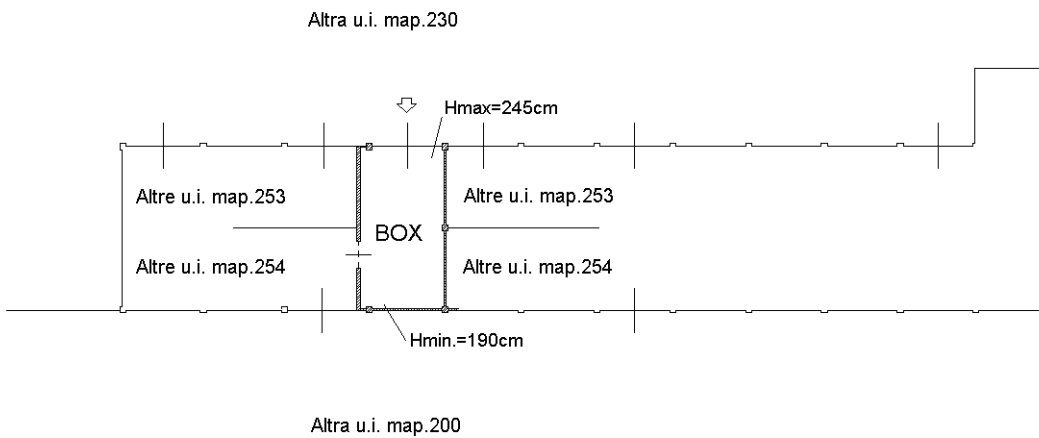 Altra u.i. map.230
Hmax=245cm
Altre u.i. map.253
Altre u.i. map.253
BOX
Altre u.i. map.254
Altre u.i. map.254
Hmin.=190cm
Altra u.i. map.200